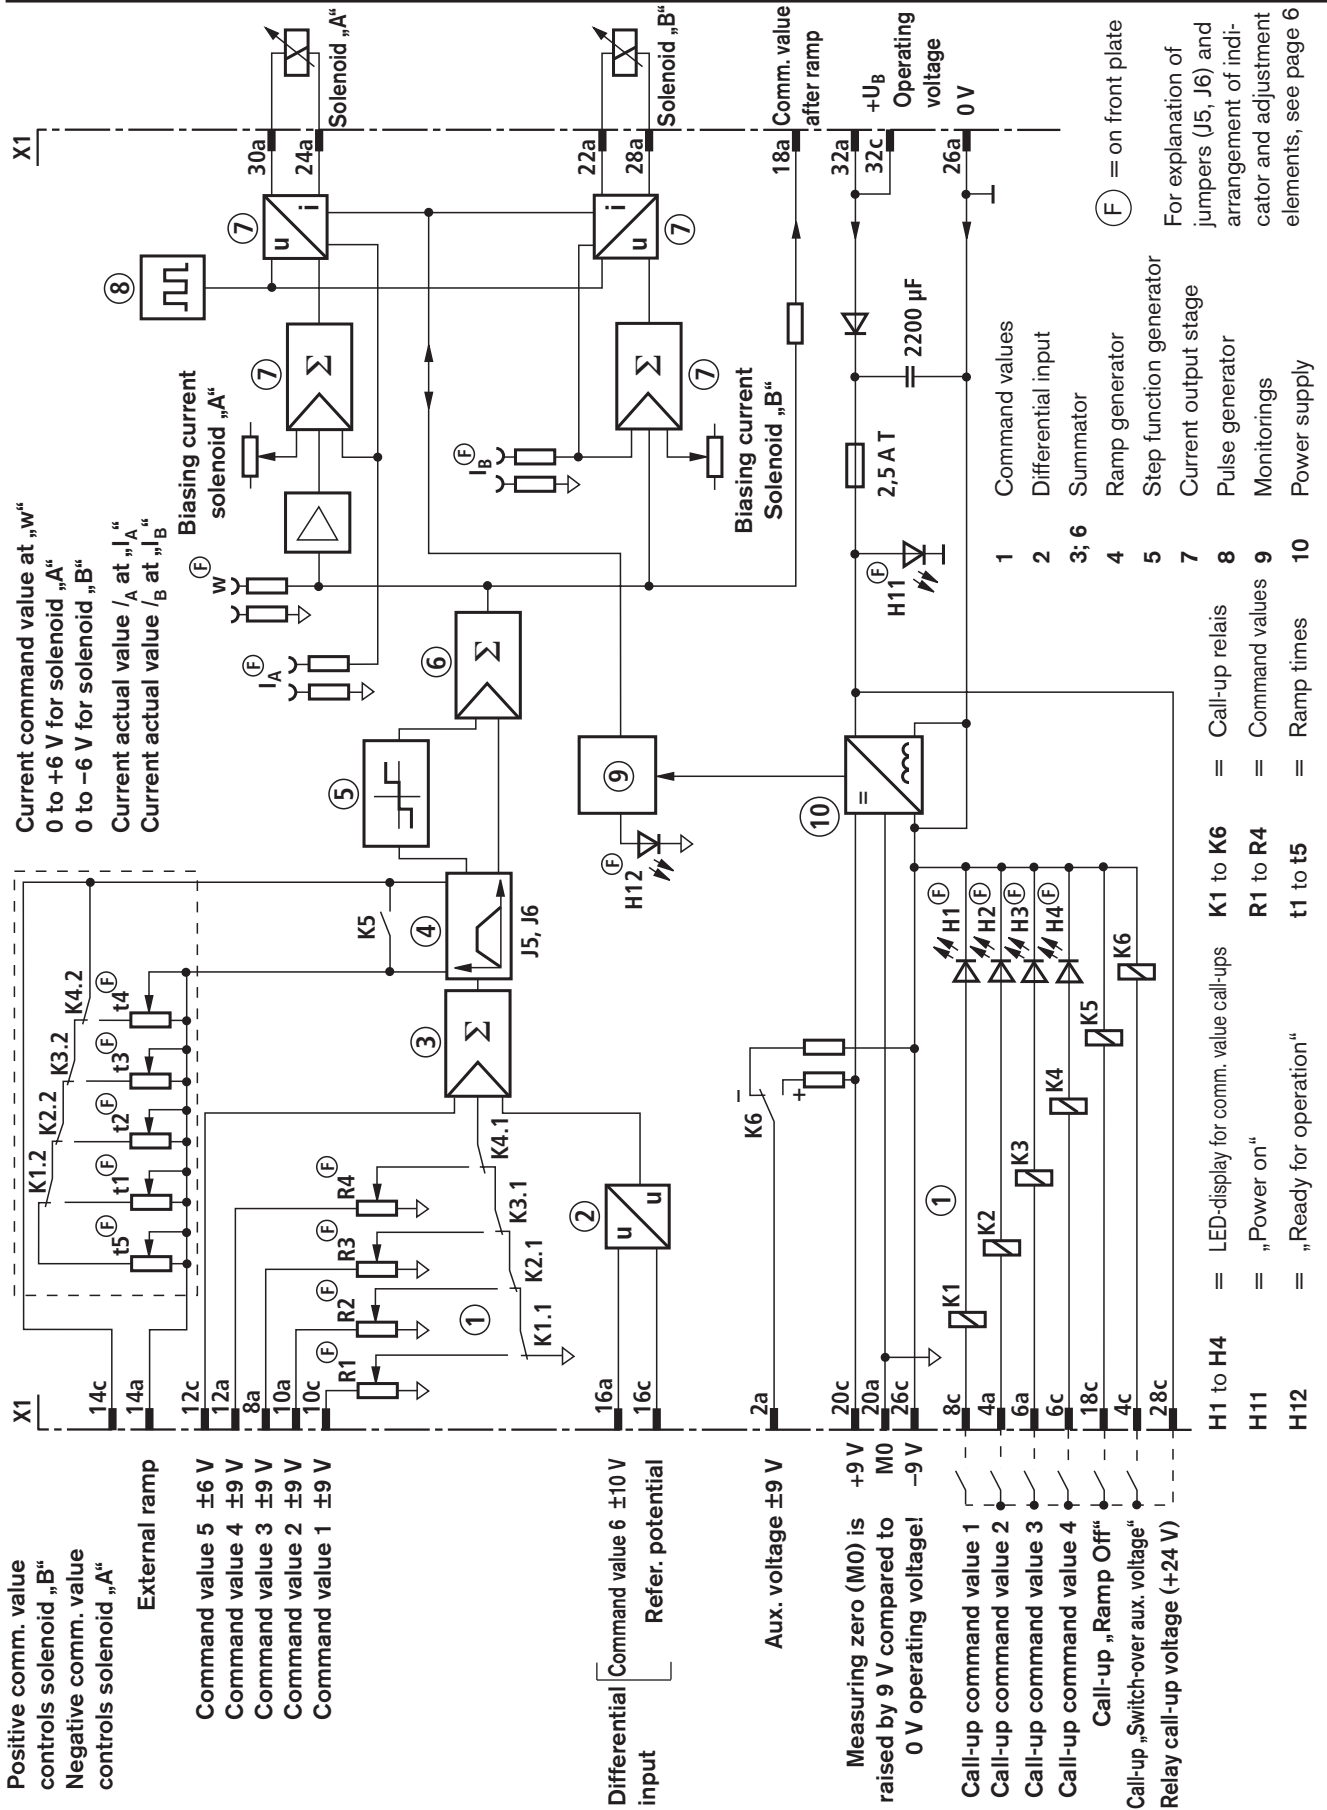 Positive comm. value
controls solenoid „B“
Negative comm. value
controls solenoid „A“
External ramp
Command value 5 ±6 V
Command value 4 ±9 V
Command value 3 ±9 V
Command value 2 ±9 V
Command value 1 ±9 V
Differential
input
Command value 6 ±10 V
Refer. potential
Aux. voltage ±9 V
Measuring zero (M0) is
raised by 9 V compared to
0 V operating voltage!
+9 V
M0
−9 V
Call-up command value 1
Call-up command value 2
Call-up command value 3
Call-up command value 4
Call-up „Ramp Off“
Call-up „Switch-over aux. voltage“
Relay call-up voltage (+24 V)
X1
14c
14a
12c
12a
8a
10a
10c
16a
16c
2a
20c
20a
26c
8c
4a
6a
6c
18c
4c
28c
K1.2
K2.2
K3.2
K4.2
t5
F
t1
F
t2
F
t3
F
t4
F
R1
F
R2
F
R3
F
R4
F
1
K1.1
K2.1
K3.1
K4.1
2
u
u
3
Σ
K5
4
J5, J6
5
6
Σ
K6
−
+
1
K1
K2
K3
K4
K5
K6
H1
F
H2
F
H3
F
H4
F
9
H12
F
10
=
Current command value at „w“
0 to +6 V for solenoid „A“
0 to −6 V for solenoid „B“
Current actual value IA at „IA“
Current actual value IB at „IB“
IA
F
w
F
Biasing current
solenoid „A“
7
Σ
8
7
u
i
IB
F
Biasing current
Solenoid „B“
7
Σ
7
u
i
H11
F
2,5 A T
2200 µF
X1
30a
24a
22a
28a
18a
32a
32c
26a
Solenoid „A“
Solenoid „B“
Comm. value
after ramp
+UB
Operating
voltage
0 V
F = on front plate
For explanation of
jumpers (J5, J6) and
arrangement of indi-
cator and adjustment
elements, see page 6
H1 to H4 = LED-display for comm. value call-ups
H11 = „Power on“
H12 = „Ready for operation“
K1 to K6 = Call-up relais
R1 to R4 = Command values
t1 to t5 = Ramp times
1 Command values
2 Differential input
3; 6 Summator
4 Ramp generator
5 Step function generator
7 Current output stage
8 Pulse generator
9 Monitorings
10 Power supply